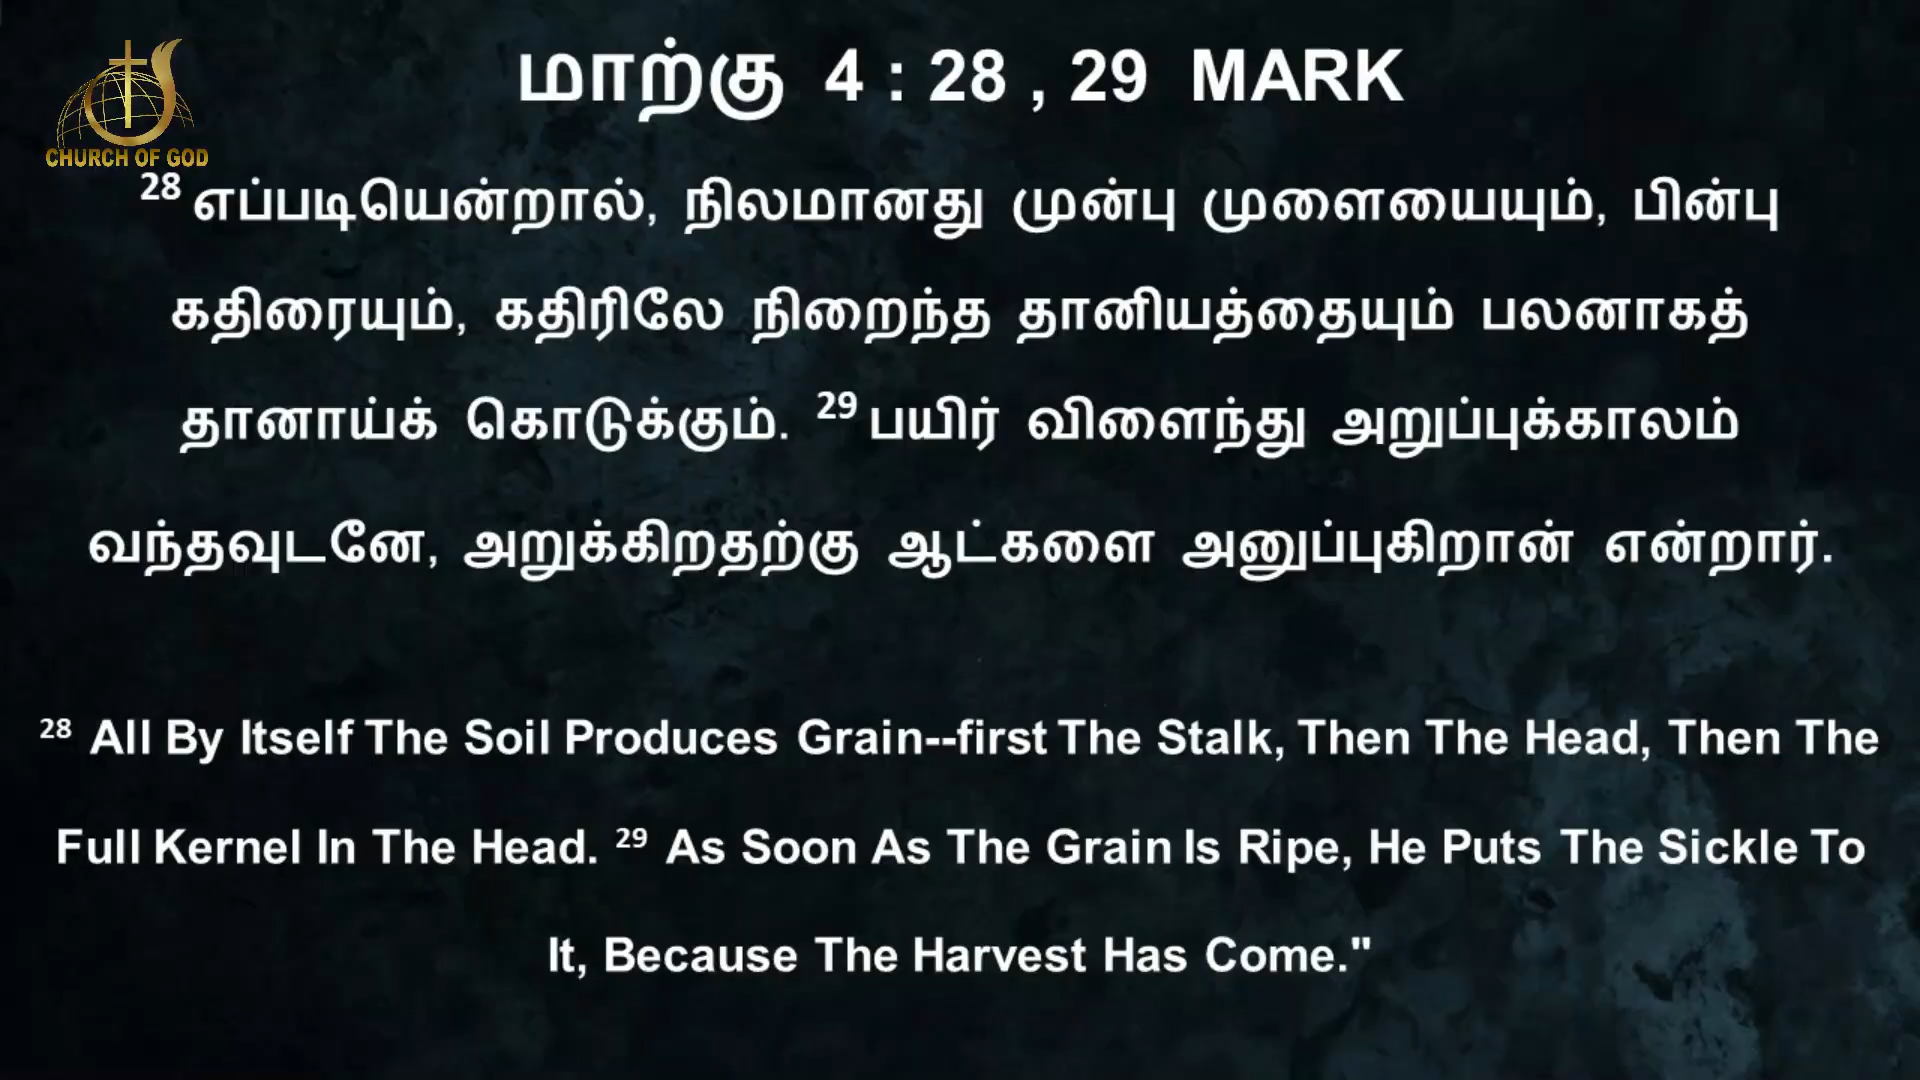 CHURCH OF GOD
மாற்கு 4 : 28 , 29 MARK
28 எப்படியென்றால், நிலமானது முன்பு முளையையும், பின்பு
கதிரையும், கதிரிலே நிறைந்த தானியத்தையும் பலனாகத்
தானாய்க் கொடுக்கும். 29 பயிர் விளைந்து அறுப்புக்காலம்
வந்தவுடனே, அறுக்கிறதற்கு ஆட்களை அனுப்புகிறான் என்றார்.
28 All By Itself The Soil Produces Grain--first The Stalk, Then The Head, Then The
Full Kernel In The Head. 29 As Soon As The Grain Is Ripe, He Puts The Sickle To
It, Because The Harvest Has Come."